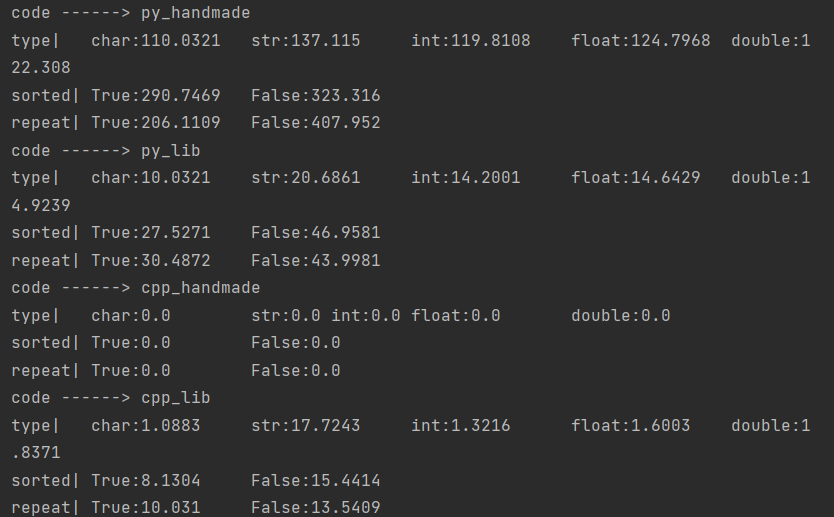 code ------> py_handmade
type|   char:110.0321   str:137.115     int:119.8108    float:124.7968  double:1
22.308
sorted| True:290.7469   False:323.316
repeat| True:206.1109   False:407.952
code ------> py_lib
type|   char:10.0321    str:20.6861     int:14.2001     float:14.6429   double:1
4.9239
sorted| True:27.5271    False:46.9581
repeat| True:30.4872    False:43.9981
code ------> cpp_handmade
type|   char:0.0        str:0.0 int:0.0 float:0.0       double:0.0
sorted| True:0.0        False:0.0
repeat| True:0.0        False:0.0
code ------> cpp_lib
type|   char:1.0883     str:17.7243     int:1.3216      float:1.6003    double:1
.8371
sorted| True:8.1304     False:15.4414
repeat| True:10.031     False:13.5409